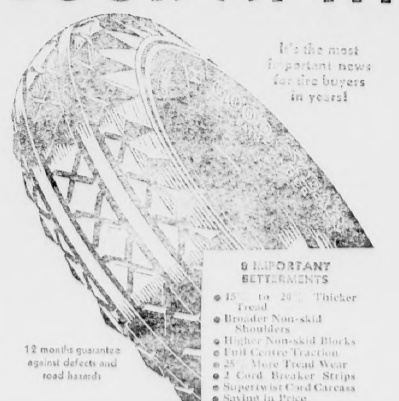 It's the most
important news
for tire buyers
in years!
8 IMPORTANT
BETTERMENTS
15% to 20% Thicker
Tread
Broader Non-skid
Shoulders
Higher Non-skid Blocks
Full Centre Traction
25% More Tread Wear
2 Cord Breaker Strips
Supertwist Cord Carcass
Saving in Price
12 months guarantee
against defects and
road hazards